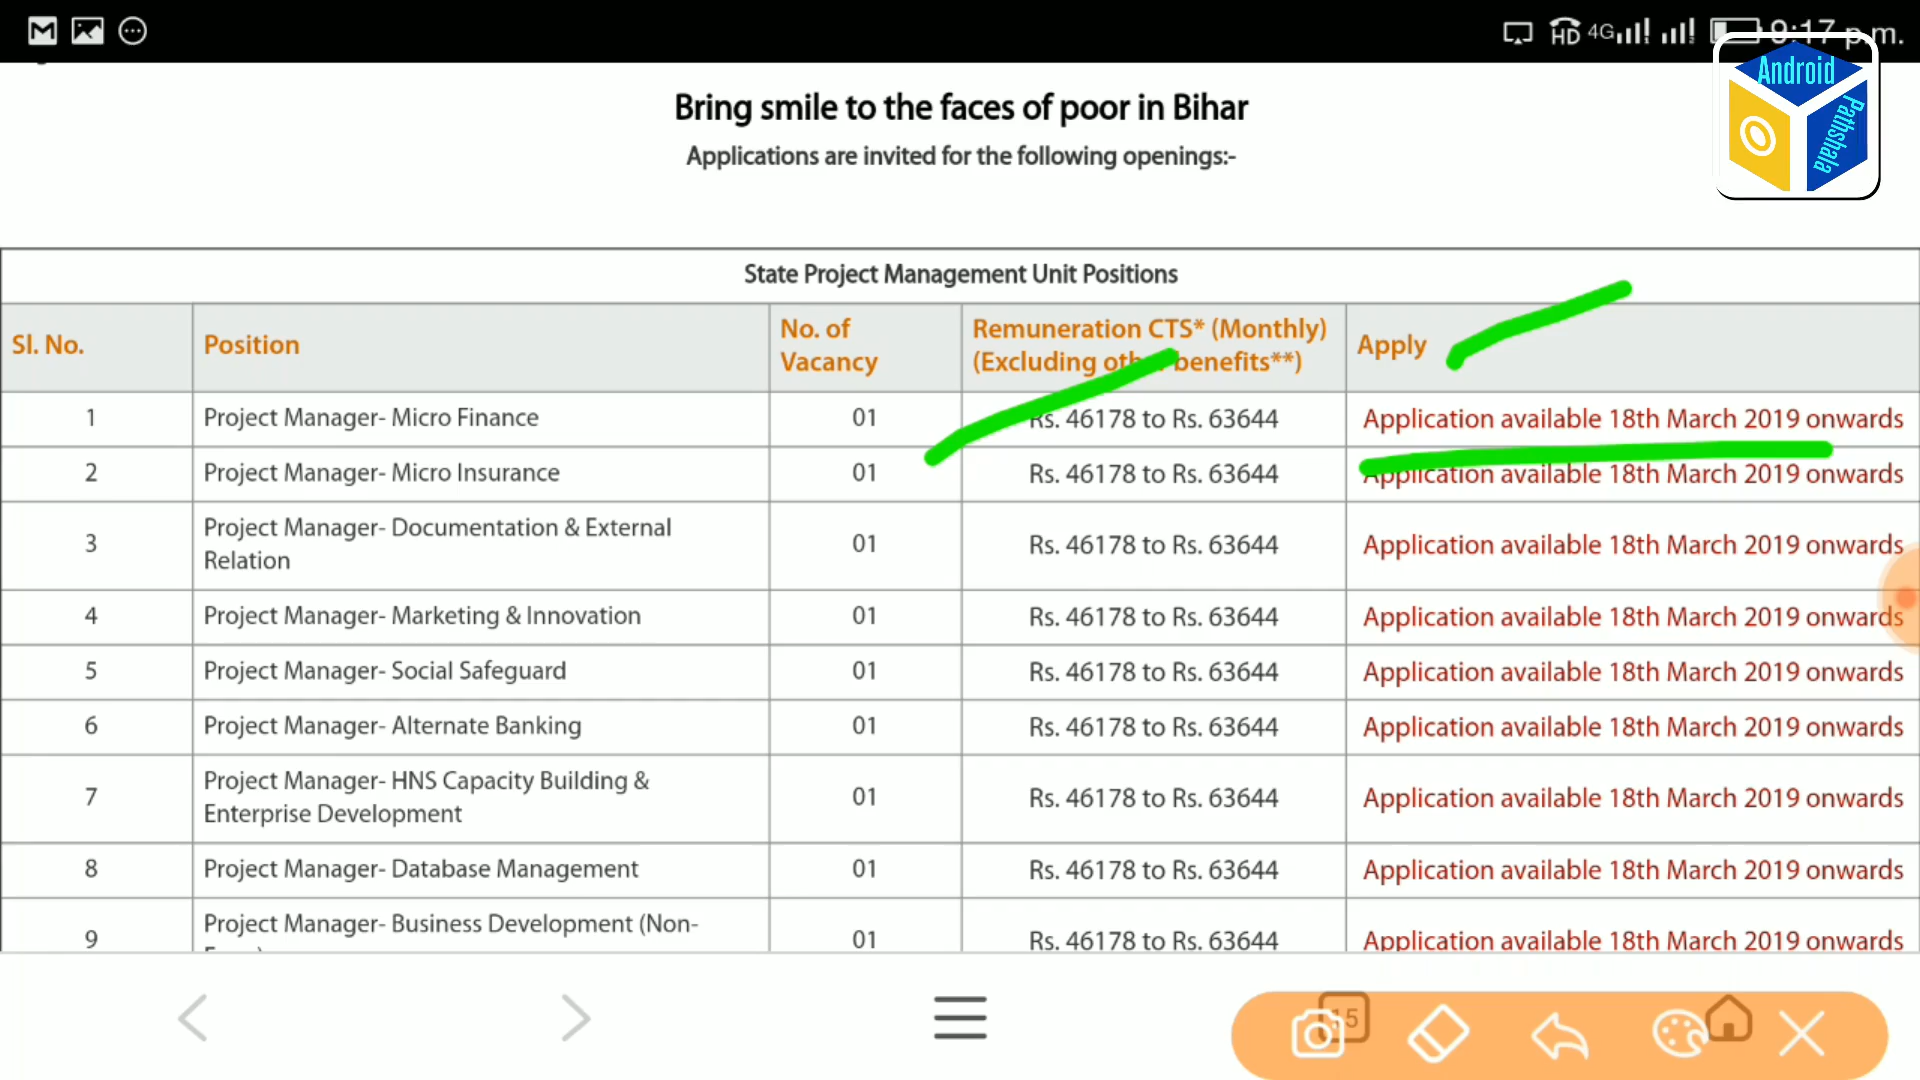 4G
HD
9:17 p.m.
Android
Pathshala
Bring smile to the faces of poor in Bihar
Applications are invited for the following openings:-
State Project Management Unit Positions
Sl. No.
Position
No. of
Vacancy
Remuneration CTS* (Monthly)
(Excluding other benefits**)
Apply
1
Project Manager- Micro Finance
01
Rs. 46178 to Rs. 63644
Application available 18th March 2019 onwards
2
Project Manager- Micro Insurance
01
Rs. 46178 to Rs. 63644
Application available 18th March 2019 onwards
3
Project Manager- Documentation & External
Relation
01
Rs. 46178 to Rs. 63644
Application available 18th March 2019 onwards
4
Project Manager- Marketing & Innovation
01
Rs. 46178 to Rs. 63644
Application available 18th March 2019 onwards
5
Project Manager- Social Safeguard
01
Rs. 46178 to Rs. 63644
Application available 18th March 2019 onwards
6
Project Manager- Alternate Banking
01
Rs. 46178 to Rs. 63644
Application available 18th March 2019 onwards
7
Project Manager- HNS Capacity Building &
Enterprise Development
01
Rs. 46178 to Rs. 63644
Application available 18th March 2019 onwards
8
Project Manager- Database Management
01
Rs. 46178 to Rs. 63644
Application available 18th March 2019 onwards
9
Project Manager- Business Development (Non-
01
Rs. 46178 to Rs. 63644
Application available 18th March 2019 onwards
15